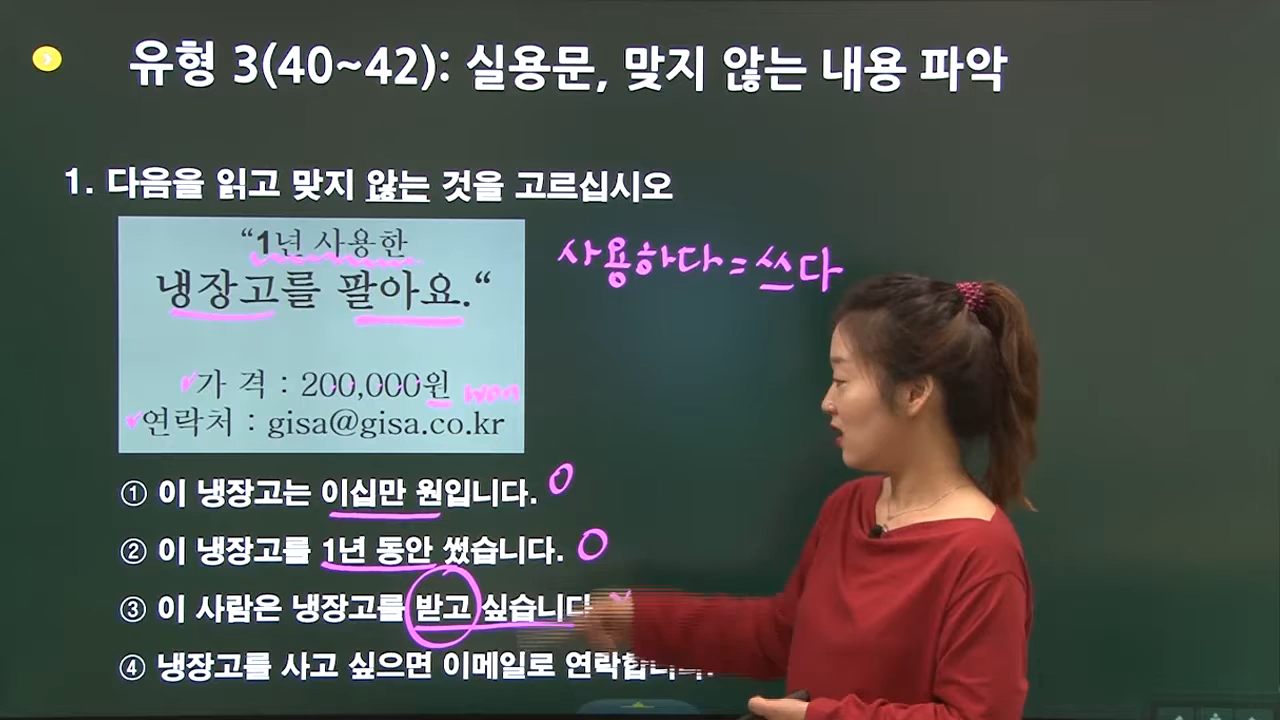 유형 3(40~42): 실용문, 맞지 않는 내용 파악
1. 다음을 읽고 맞지 않는 것을 고르십시오
“1년 사용한
냉장고를 팔아요.“
가 격 : 200,000원 won
연락처 : gisa@gisa.co.kr
사용하다=쓰다
① 이 냉장고는 이십만 원입니다.
② 이 냉장고를 1년 동안 썼습니다.
③ 이 사람은 냉장고를 받고 싶습니다
④ 냉장고를 사고 싶으면 이메일로 연락합니다.